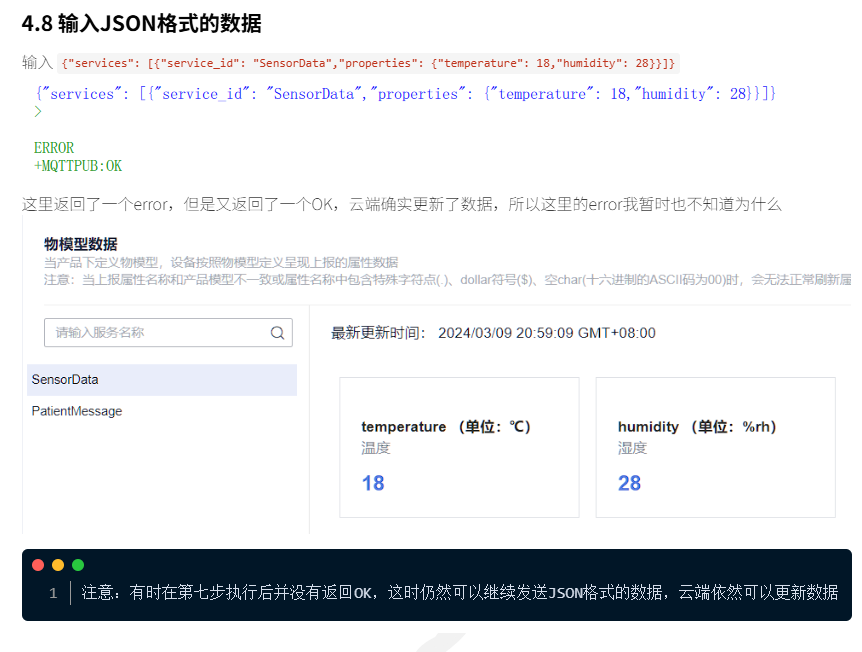 4.8 输入JSON格式的数据
输入 {"services": [{"service_id": "SensorData","properties": {"temperature": 18,"humidity": 28}}]}
{"services": [{"service_id": "SensorData","properties": {"temperature": 18,"humidity": 28}}]}
>
ERROR
+MQTTPUB:OK
这里返回了一个error，但是又返回了一个OK，云端确实更新了数据，所以这里的error我暂时也不知道为什么
物模型数据
当产品下定义物模型，设备按照物模型定义呈现上报的属性数据
注意：当上报属性名称和产品模型不一致或属性名称中包含特殊字符点(.)、dollar符号($)、空char(十六进制的ASCII码为00)时，会无法正常刷新属
请输入服务名称
最新更新时间： 2024/03/09 20:59:09 GMT+08:00
SensorData
PatientMessage
temperature （单位：℃）
温度
18
humidity （单位：%rh）
湿度
28
1 注意：有时在第七步执行后并没有返回OK，这时仍然可以继续发送JSON格式的数据，云端依然可以更新数据